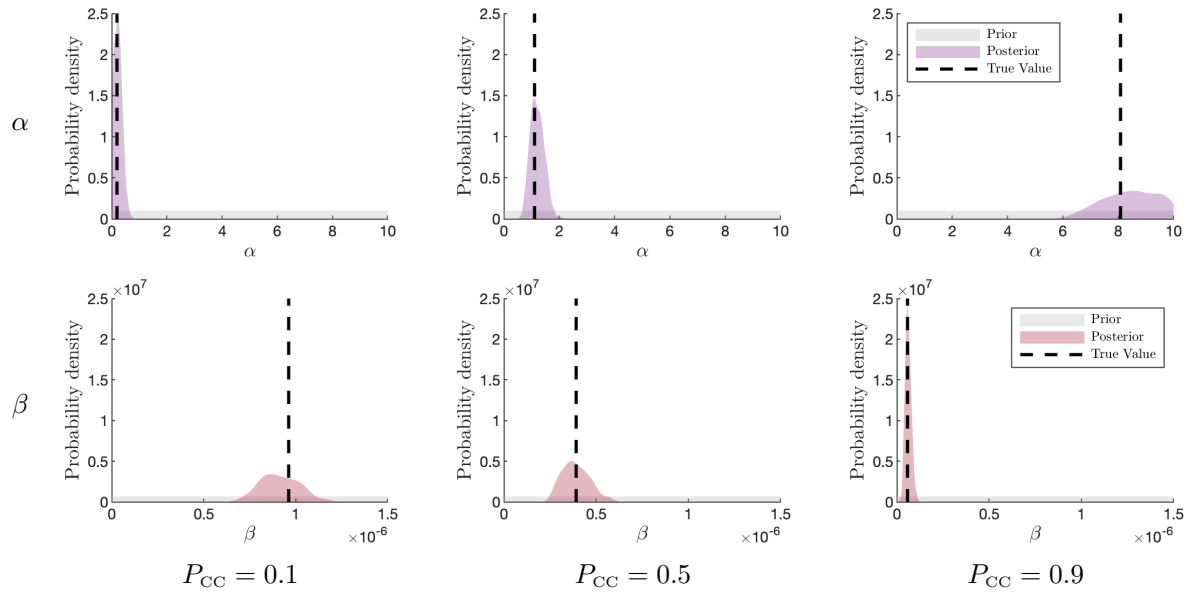 α
Probability density
2.5
2
1.5
1
0.5
0
0 2 4 6 8 10
α
Probability density
2.5
2
1.5
1
0.5
0
0 2 4 6 8 10
α
Probability density
2.5
2
1.5
1
0.5
0
0 2 4 6 8 10
α
Prior
Posterior
True Value
β
Probability density
×10⁷
2.5
2
1.5
1
0.5
0
0 0.5 1 1.5
β
×10⁻⁶
Probability density
×10⁷
2.5
2
1.5
1
0.5
0
0 0.5 1 1.5
β
×10⁻⁶
Probability density
×10⁷
2.5
2
1.5
1
0.5
0
0 0.5 1 1.5
β
×10⁻⁶
Prior
Posterior
True Value
P_CC = 0.1
P_CC = 0.5
P_CC = 0.9